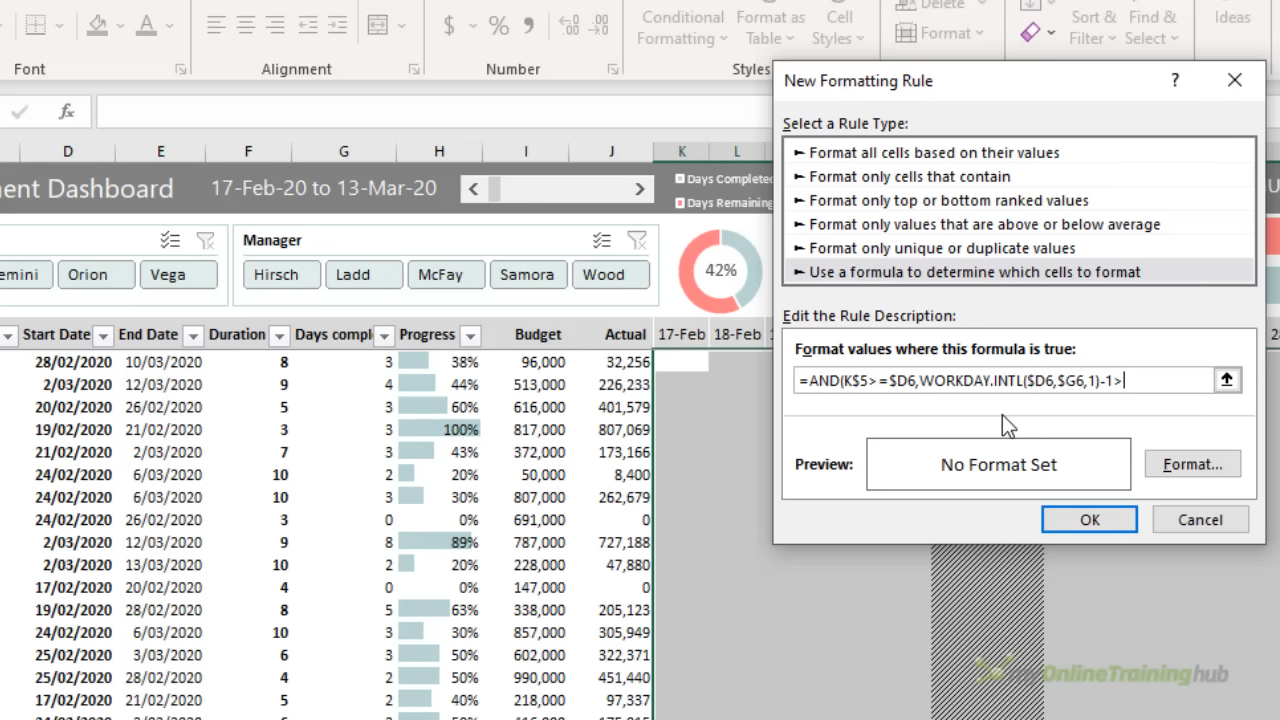 $ % 9
Conditional Formatting
Format as Table
Cell Styles
Delete
Format
Sort & Filter
Find & Select
Ideas
Font
Alignment
Number
Styles
fx
D E F G H I J K L
ent Dashboard 17-Feb-20 to 13-Mar-20
Days Completed
Days Remaining
Manager
emini Orion Vega Hirsch Ladd McFay Samora Wood
42%
Start Date End Date Duration Days compl Progress Budget Actual 17-Feb 18-Feb
28/02/2020 10/03/2020 8 3 38% 96,000 32,256
2/03/2020 12/03/2020 9 4 44% 513,000 226,233
20/02/2020 26/02/2020 5 3 60% 616,000 401,579
19/02/2020 21/02/2020 3 3 100% 817,000 807,069
21/02/2020 2/03/2020 7 3 43% 372,000 173,166
24/02/2020 6/03/2020 10 2 20% 50,000 8,400
24/02/2020 6/03/2020 10 3 30% 807,000 262,679
24/02/2020 26/02/2020 3 0 0% 691,000 0
2/03/2020 12/03/2020 9 8 89% 787,000 727,188
2/03/2020 13/03/2020 10 2 20% 228,000 47,880
17/02/2020 20/02/2020 4 0 0% 147,000 0
19/02/2020 28/02/2020 8 5 63% 338,000 205,123
24/02/2020 6/03/2020 10 3 30% 857,000 305,949
25/02/2020 3/03/2020 6 3 50% 602,000 322,371
25/02/2020 28/02/2020 4 2 50% 990,000 451,440
17/02/2020 21/02/2020 5 2 40% 218,000 97,337
New Formatting Rule
?
Select a Rule Type:
► Format all cells based on their values
► Format only cells that contain
► Format only top or bottom ranked values
► Format only values that are above or below average
► Format only unique or duplicate values
► Use a formula to determine which cells to format
Edit the Rule Description:
Format values where this formula is true:
=AND(K$5>=$D6,WORKDAY.INTL($D6,$G6,1)-1>
Preview:
No Format Set
Format...
OK
Cancel
myOnlineTraininghub